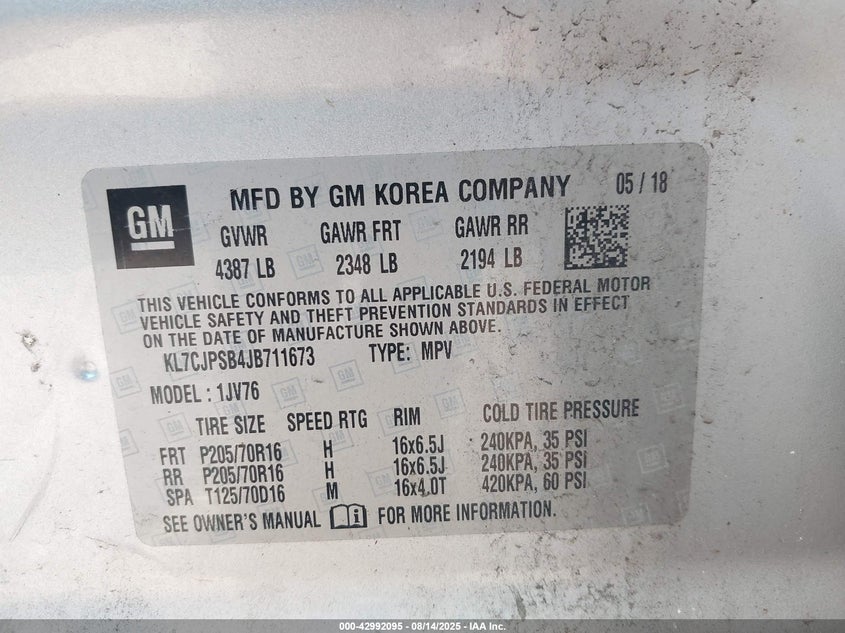 GM
MFD BY GM KOREA COMPANY 05 / 18
GVWR GAWR FRT GAWR RR
4387 LB 2348 LB 2194 LB
THIS VEHICLE CONFORMS TO ALL APPLICABLE U.S. FEDERAL MOTOR
VEHICLE SAFETY AND THEFT PREVENTION STANDARDS IN EFFECT
ON THE DATE OF MANUFACTURE SHOWN ABOVE.
KL7CJPSB4JB711673 TYPE: MPV
MODEL : 1JV76
TIRE SIZE SPEED RTG RIM COLD TIRE PRESSURE
FRT P205/70R16 H 16x6.5J : 240KPA, 35 PSI
RR P205/70R16 H 16x6.5J : 240KPA, 35 PSI
SPA T125/70D16 M 16x4.0T : 420KPA, 60 PSI
SEE OWNER'S MANUAL i FOR MORE INFORMATION.
000-42992095 - 08/14/2025 - IAA Inc.